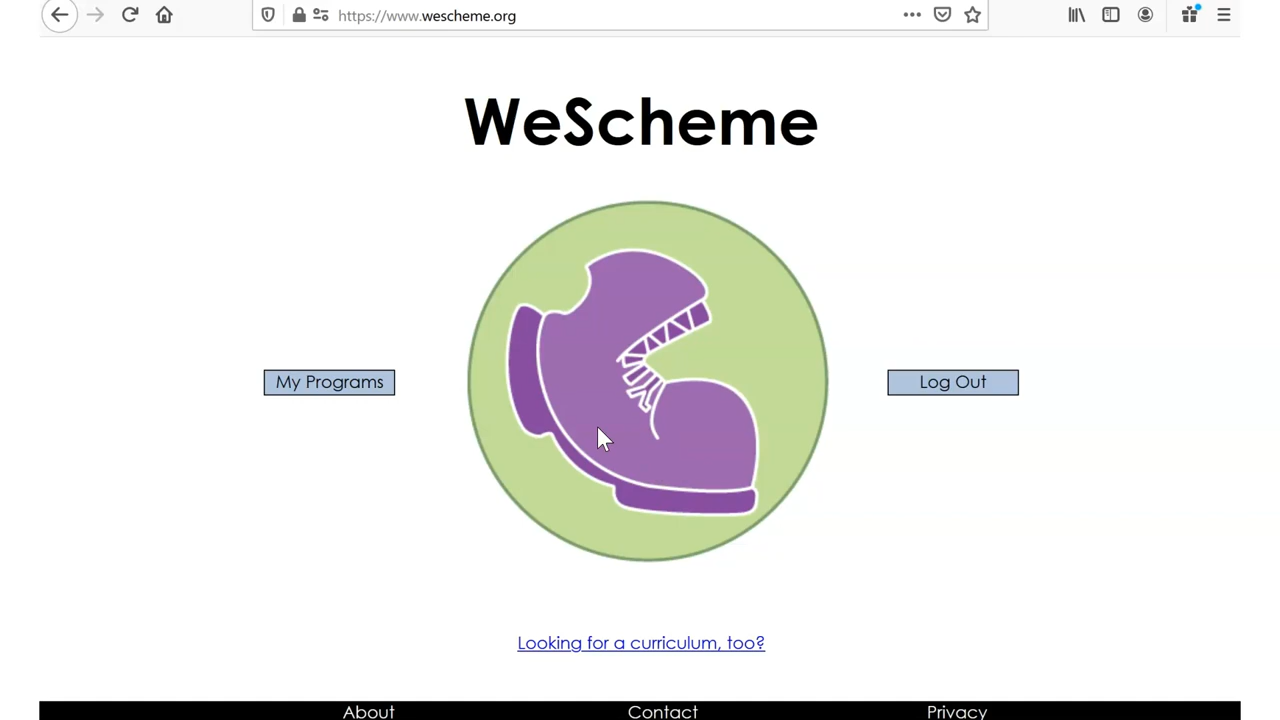 https://www.wescheme.org
WeScheme
My Programs
Log Out
Looking for a curriculum, too?
About
Contact
Privacy